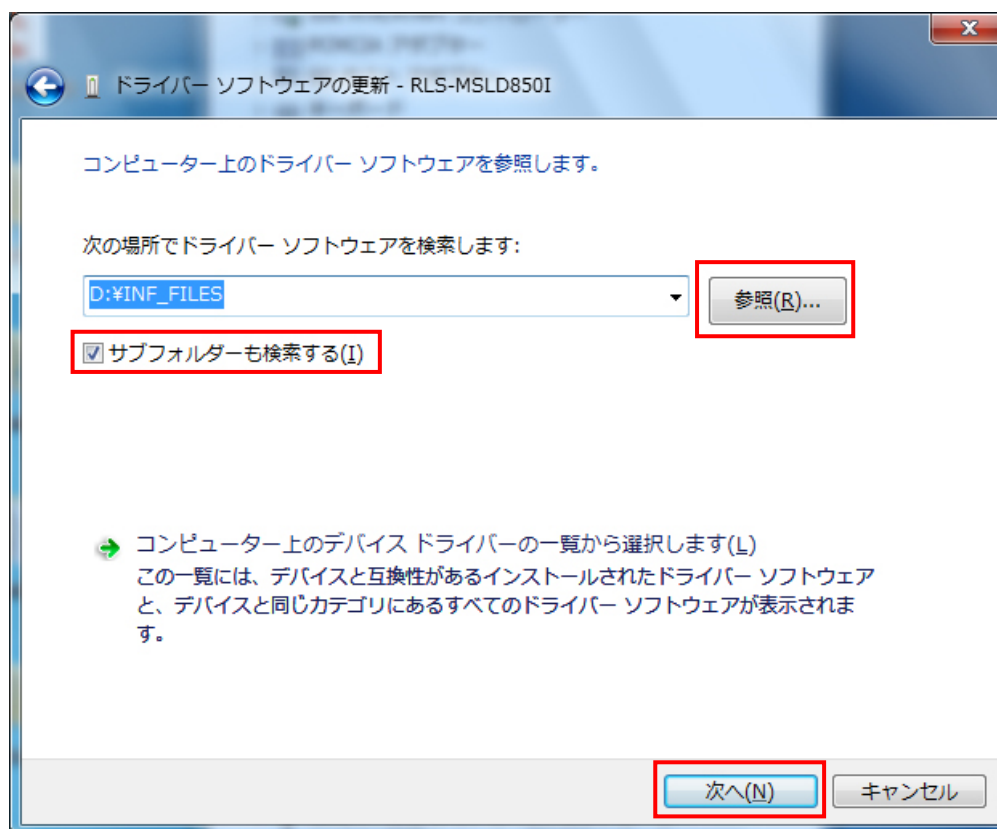 ドライバー ソフトウェアの更新 - RLS-MSLD850I
コンピューター上のドライバー ソフトウェアを参照します。
次の場所でドライバー ソフトウェアを検索します:
D:¥INF_FILES
参照(R)...
サブフォルダーも検索する(I)
コンピューター上のデバイス ドライバーの一覧から選択します(L)
この一覧には、デバイスと互換性があるインストールされたドライバー ソフトウェア
と、デバイスと同じカテゴリにあるすべてのドライバー ソフトウェアが表示されま
す。
次へ(N)
キャンセル